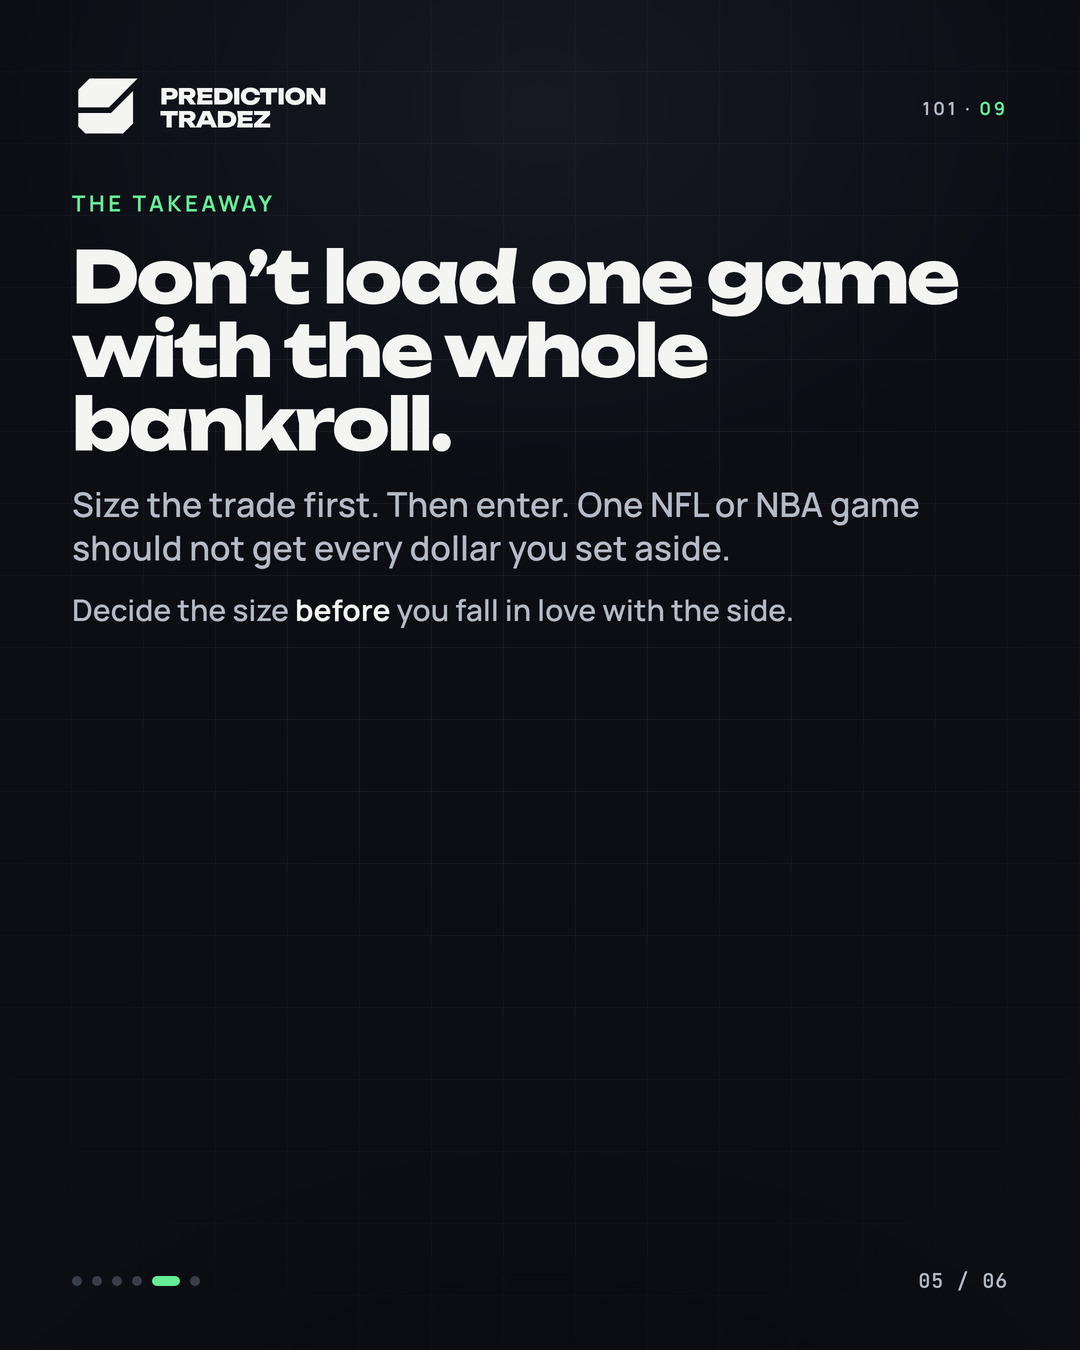 PREDICTION
TRADEZ
101 · 09
THE TAKEAWAY
Don’t load one game
with the whole
bankroll.
Size the trade first. Then enter. One NFL or NBA game
should not get every dollar you set aside.
Decide the size before you fall in love with the side.
05 / 06